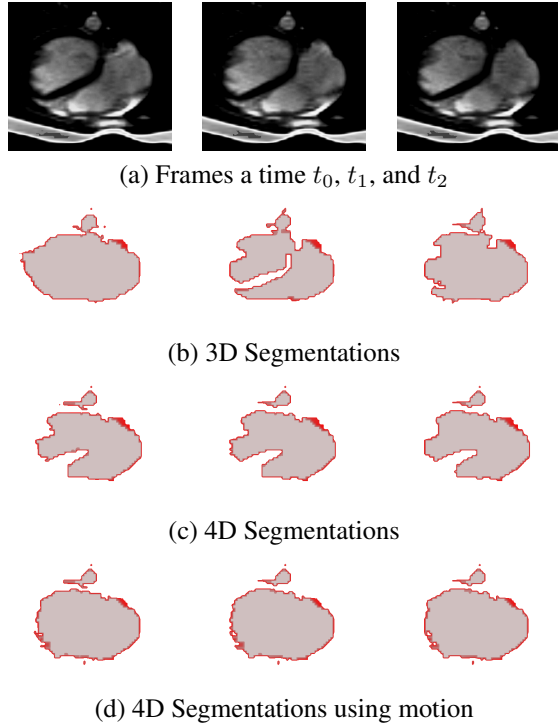 (a) Frames a time t₀, t₁, and t₂
(b) 3D Segmentations
(c) 4D Segmentations
(d) 4D Segmentations using motion